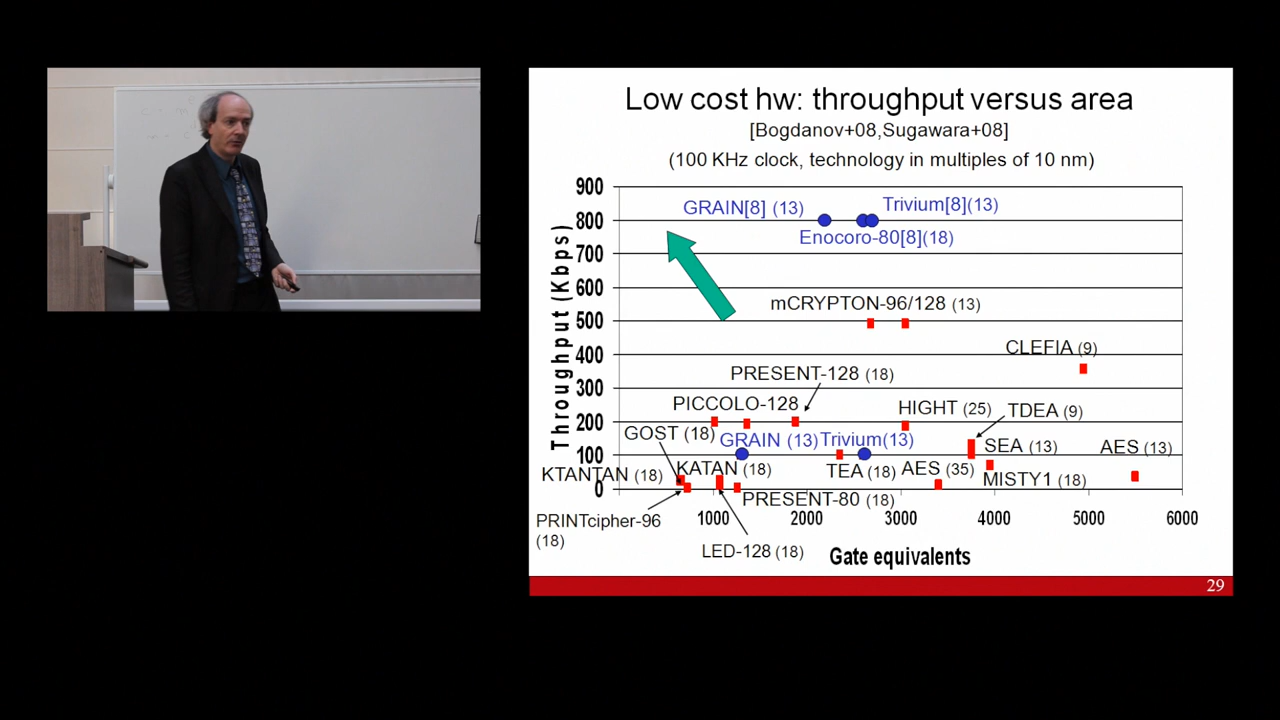 Low cost hw: throughput versus area
[Bogdanov+08,Sugawara+08]
(100 KHz clock, technology in multiples of 10 nm)
Throughput (Kbps)
900
800
700
600
500
400
300
200
100
0
GRAIN[8] (13)
Trivium[8](13)
Enocoro-80[8](18)
mCRYPTON-96/128 (13)
CLEFIA (9)
PRESENT-128 (18)
PICCOLO-128
HIGHT (25)
TDEA (9)
GOST (18)
GRAIN (13)
Trivium(13)
SEA (13)
AES (13)
KTANTAN (18)
KATAN (18)
TEA (18)
AES (35)
MISTY1 (18)
PRESENT-80 (18)
PRINTcipher-96
(18)
LED-128 (18)
1000
2000
3000
4000
5000
6000
Gate equivalents
29